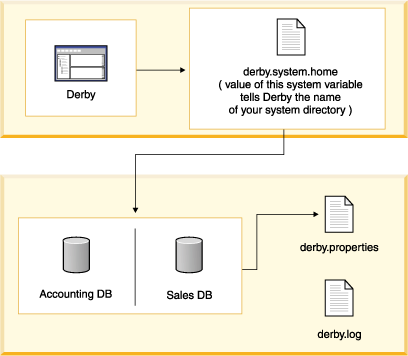 Derby
derby.system.home
( value of this system variable
tells Derby the name
of your system directory )
Accounting DB
Sales DB
derby.properties
derby.log